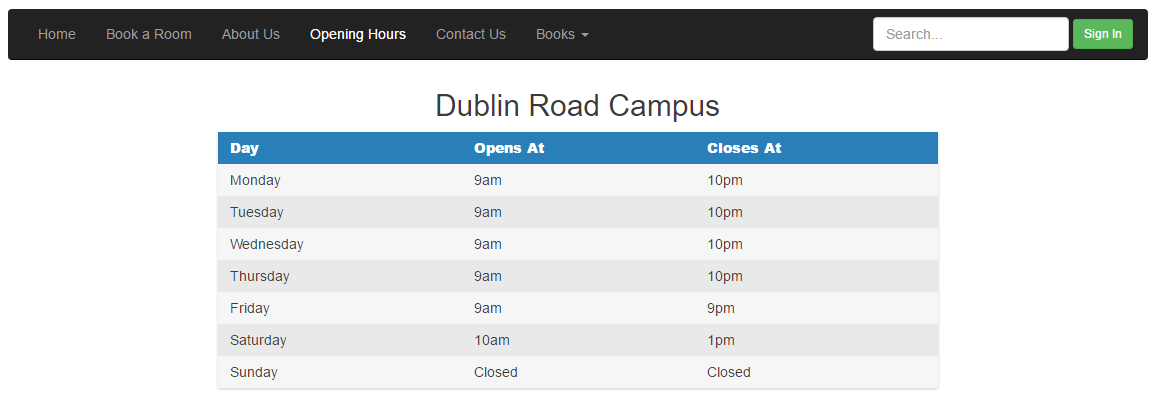 Home Book a Room About Us Opening Hours Contact Us Books Search... Sign In
Dublin Road Campus
Day Opens At Closes At
Monday 9am 10pm
Tuesday 9am 10pm
Wednesday 9am 10pm
Thursday 9am 10pm
Friday 9am 9pm
Saturday 10am 1pm
Sunday Closed Closed